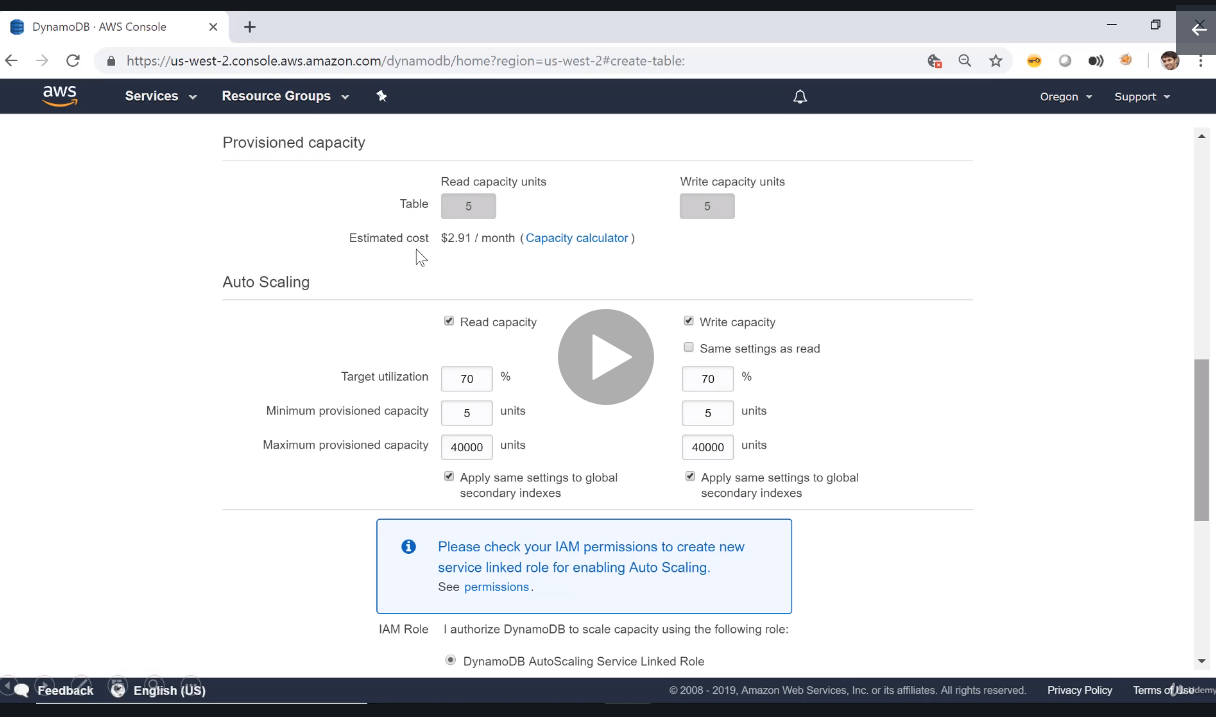 DynamoDB · AWS Console
https://us-west-2.console.aws.amazon.com/dynamodb/home?region=us-west-2#create-table:
aws Services Resource Groups Oregon Support
Provisioned capacity
Read capacity units Write capacity units
Table 5 5
Estimated cost $2.91 / month (Capacity calculator)
Auto Scaling
Read capacity Write capacity
Same settings as read
Target utilization 70 % 70 %
Minimum provisioned capacity 5 units 5 units
Maximum provisioned capacity 40000 units 40000 units
Apply same settings to global Apply same settings to global
secondary indexes secondary indexes
Please check your IAM permissions to create new
service linked role for enabling Auto Scaling.
See permissions.
IAM Role I authorize DynamoDB to scale capacity using the following role:
DynamoDB AutoScaling Service Linked Role
Feedback English (US) © 2008 - 2019, Amazon Web Services, Inc. or its affiliates. All rights reserved. Privacy Policy Terms of Use